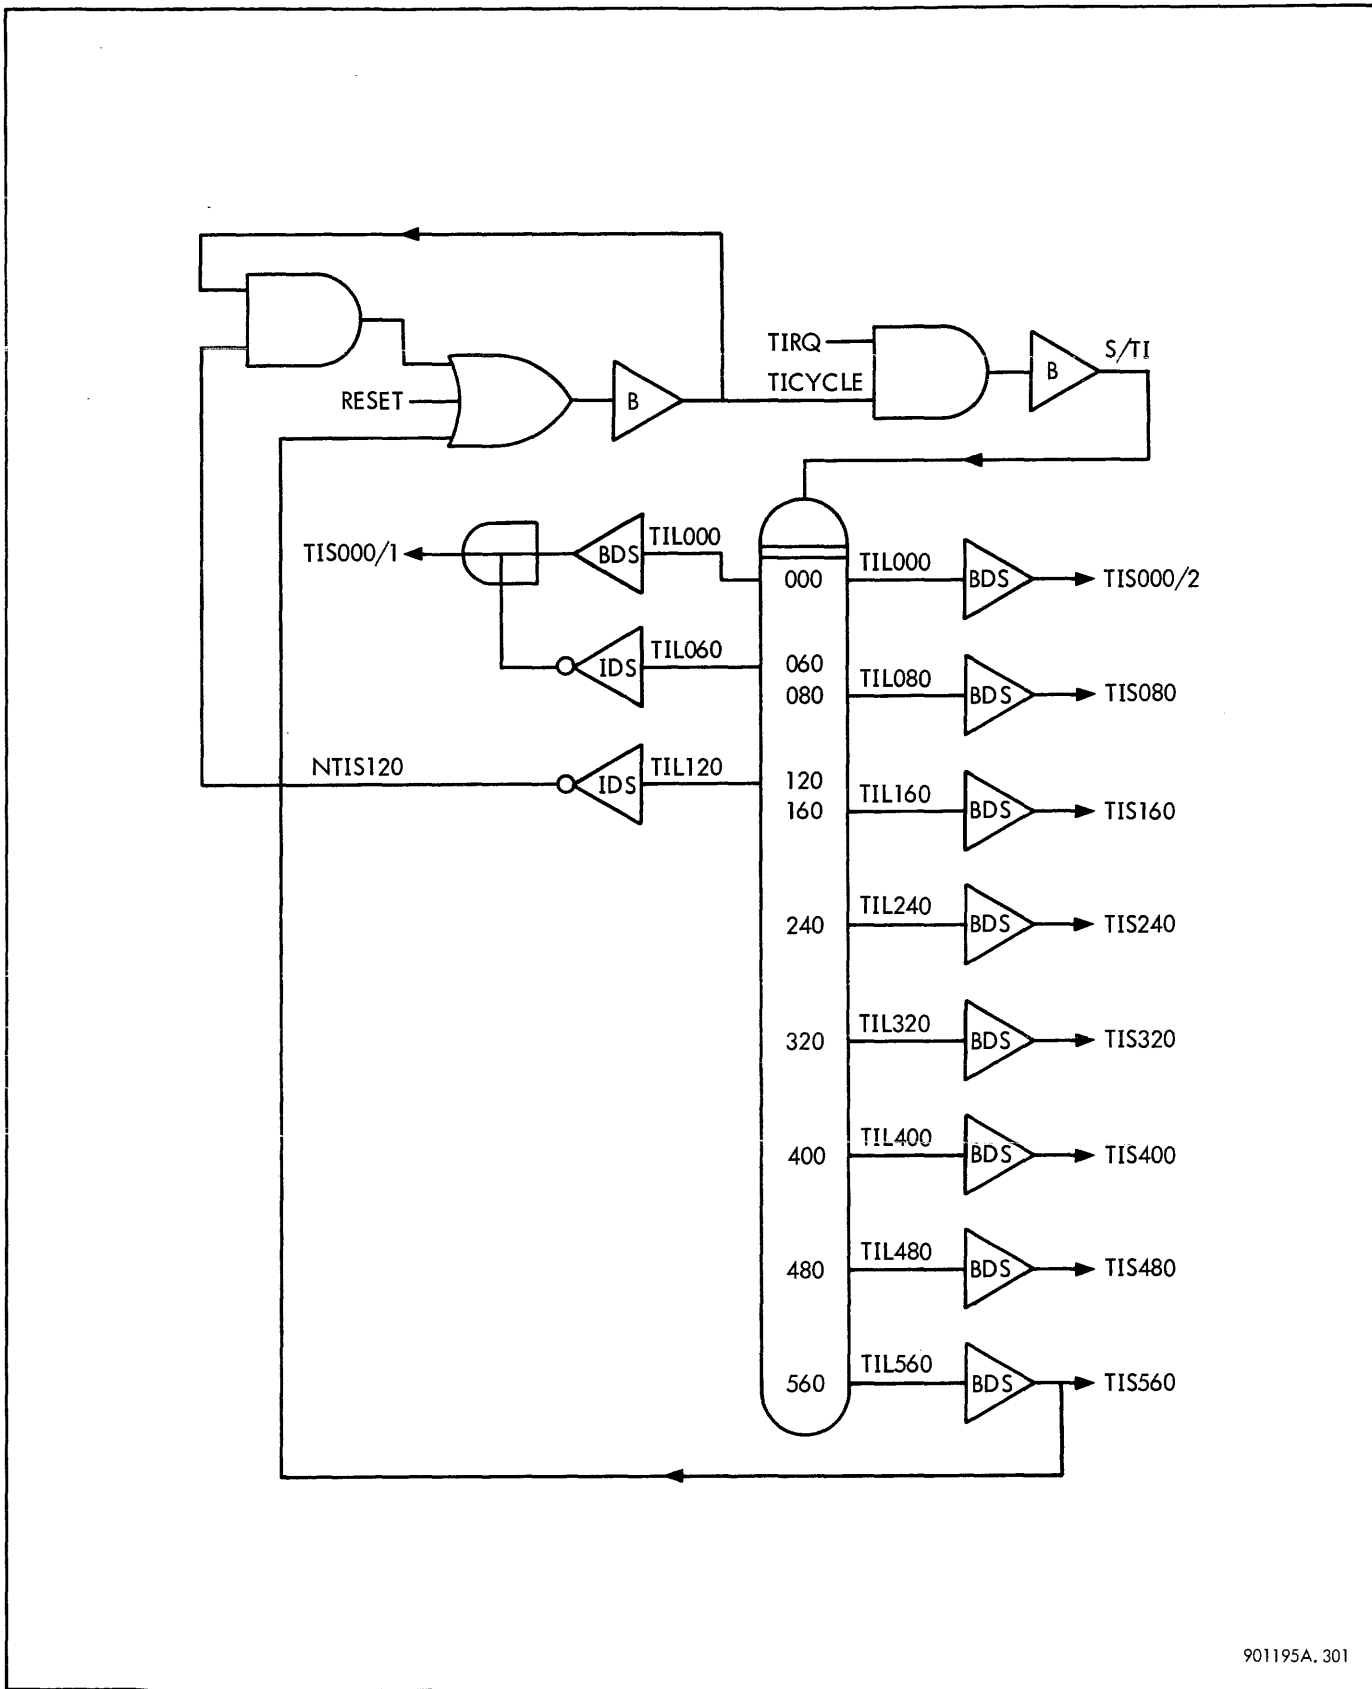 TIRQ
S/TI
B
TICYCLE
RESET
B
TIL000
TIL000
TIS000/1
BDS
000
BDS
TIS000/2
TIL060
060
TIL080
IDS
080
BDS
TIS080
NTIS120
TIL120
120
TIL160
IDS
160
BDS
TIS160
TIL240
240
BDS
TIS240
TIL320
320
BDS
TIS320
TIL400
400
BDS
TIS400
TIL480
480
BDS
TIS480
TIL560
560
BDS
TIS560
901195A. 301